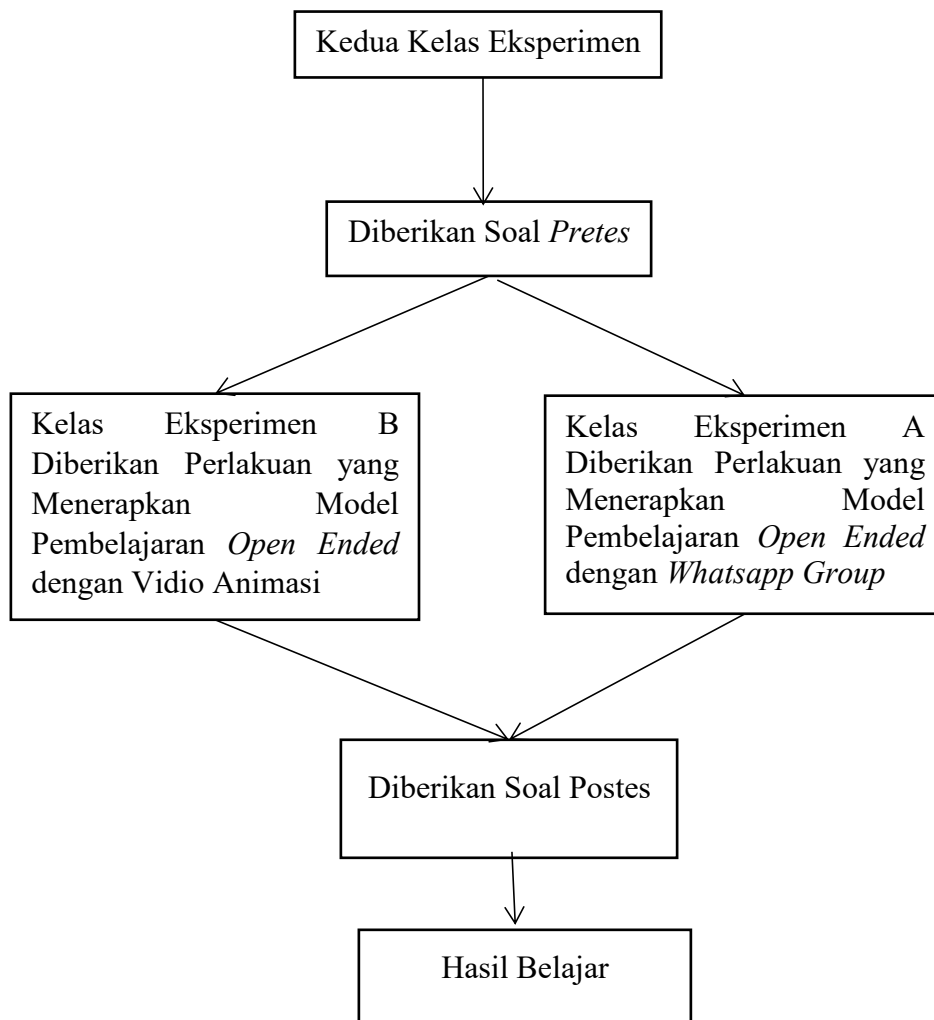 Kedua Kelas Eksperimen
Diberikan Soal Pretes
Kelas Eksperimen B
Diberikan Perlakuan yang
Menerapkan Model
Pembelajaran Open Ended
dengan Vidio Animasi
Kelas Eksperimen A
Diberikan Perlakuan yang
Menerapkan Model
Pembelajaran Open Ended
dengan Whatsapp Group
Diberikan Soal Postes
Hasil Belajar